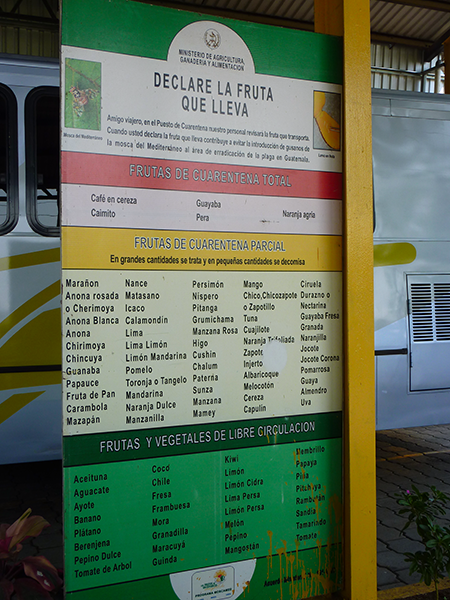 MINISTERIO DE AGRICULTURA,
GANADERIA Y ALIMENTACION
DECLARE LA FRUTA
QUE LLEVA
Mosca del Mediterráneo
Amigo viajero, en el Puesto de Cuarentena nuestro personal revisará la fruta que transporta.
Cuando usted declara la fruta que lleva contribuye a evitar la introducción de gusanos de
la mosca del Mediterráneo al área de erradicación de la plaga en Guatemala.
FRUTAS DE CUARENTENA TOTAL
Café en cereza
Caimito
Guayaba
Pera
Naranja agria
FRUTAS DE CUARENTENA PARCIAL
En grandes cantidades se trata y en pequeñas cantidades se decomisa
Marañon
Anona rosada
o Cherimoya
Anona Blanca
Anona
Chirimoya
Chincuya
Guanaba
Papauce
Fruta de Pan
Carambola
Mazapán
Nance
Matasano
Icaco
Calamondín
Lima
Lima Limón
Limón Mandarina
Pomelo
Toronja o Tangelo
Mandarina
Naranja Dulce
Manzanilla
Persimón
Níspero
Pitanga
Grumichama
Manzana Rosa
Higo
Cushin
Chalum
Paterna
Sunza
Manzana
Mamey
Mango
Chico, Chicozapote
o Zapotillo
Tuna
Cuajilote
Naranja Trifoliada
Injerto
Albaricoque
Melocotón
Cereza
Capulín
Ciruela
Durazno o
Nectarina
Guayaba Fresa
Granada
Naranjilla
Jocote
Jocote Corona
Pomarrosa
Guaya
Almendro
Uva
FRUTAS Y VEGETALES DE LIBRE CIRCULACION
Aceituna
Aguacate
Ayote
Banano
Plátano
Berenjena
Pepino Dulce
Tomate de Arbol
Coco
Chile
Fresa
Frambuesa
Mora
Granadilla
Maracuyá
Guinda
Kiwi
Limón
Limón Cidra
Lima Persa
Limón Persa
Melón
Pepino
Mangostán
Membrillo
Papaya
Piña
Pitahaya
Rambután
Sandía
Tamarindo
Tomate